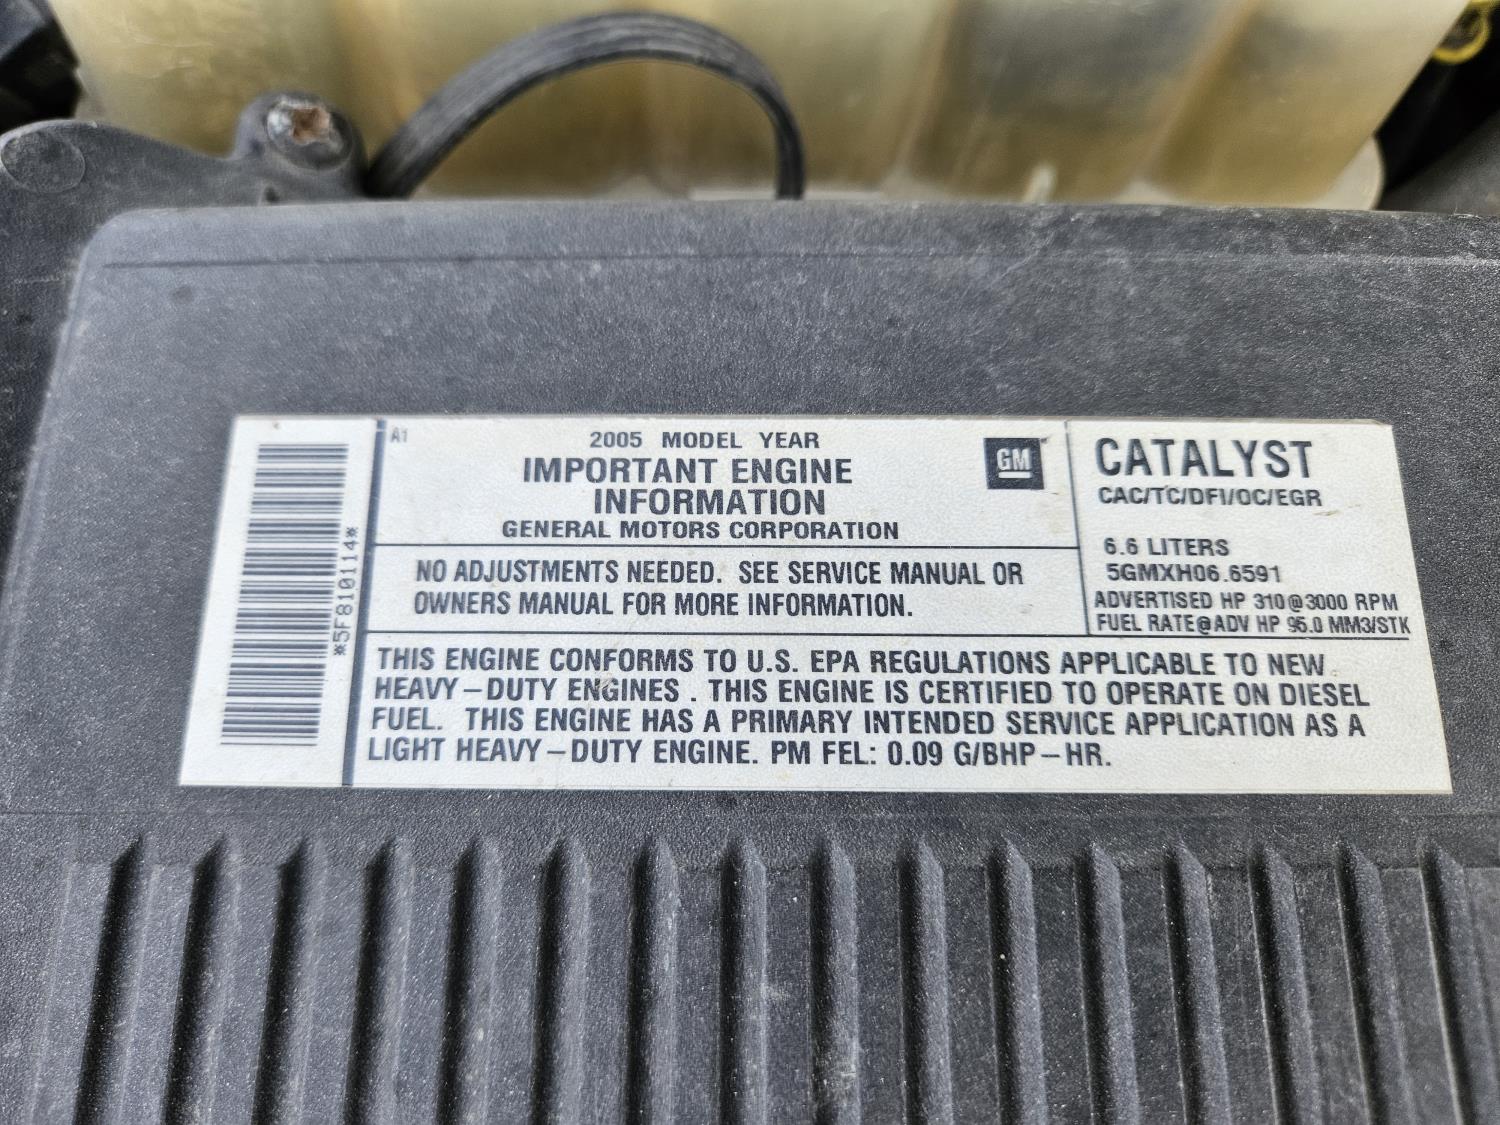 *5F810114*
A1
2005 MODEL YEAR
IMPORTANT ENGINE
INFORMATION
GENERAL MOTORS CORPORATION
GM
NO ADJUSTMENTS NEEDED. SEE SERVICE MANUAL OR
OWNERS MANUAL FOR MORE INFORMATION.
CATALYST
CAC/TC/DFI/OC/EGR
6.6 LITERS
5GMXH06.6591
ADVERTISED HP 310@3000 RPM
FUEL RATE@ADV HP 95.0 MM3/STK
THIS ENGINE CONFORMS TO U.S. EPA REGULATIONS APPLICABLE TO NEW
HEAVY-DUTY ENGINES . THIS ENGINE IS CERTIFIED TO OPERATE ON DIESEL
FUEL. THIS ENGINE HAS A PRIMARY INTENDED SERVICE APPLICATION AS A
LIGHT HEAVY-DUTY ENGINE. PM FEL: 0.09 G/BHP-HR.